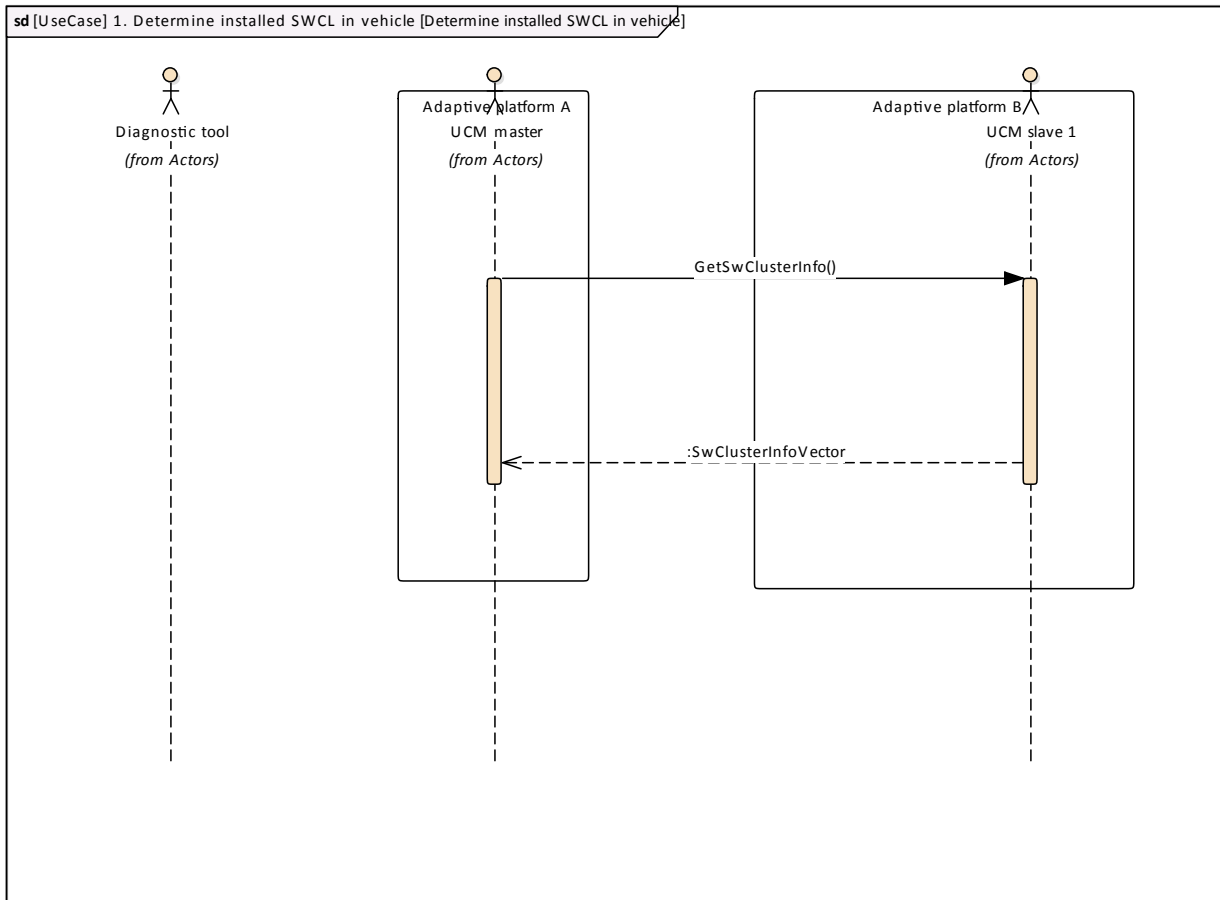 sd [UseCase] 1. Determine installed SWCL in vehicle [Determine installed SWCL in vehicle]
Adaptive platform A
Adaptive platform B
Diagnostic tool
(from Actors)
UCM master
(from Actors)
UCM slave 1
(from Actors)
GetSwClusterInfo()
:SwClusterInfoVector